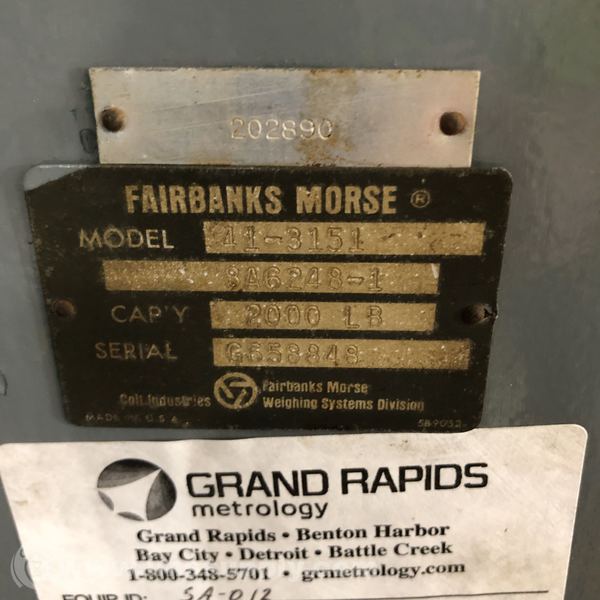 202890
FAIRBANKS MORSE ®
MODEL 41-3151
SA6248-1
CAP'Y 2000 LB
SERIAL G658848
Colt Industries Fairbanks Morse
Weighing Systems Division
MADE IN U.S.A.
GRAND RAPIDS
metrology
Grand Rapids • Benton Harbor
Bay City • Detroit • Battle Creek
1-800-348-5701 • grmetrology.com
EQUIP ID: SA-012